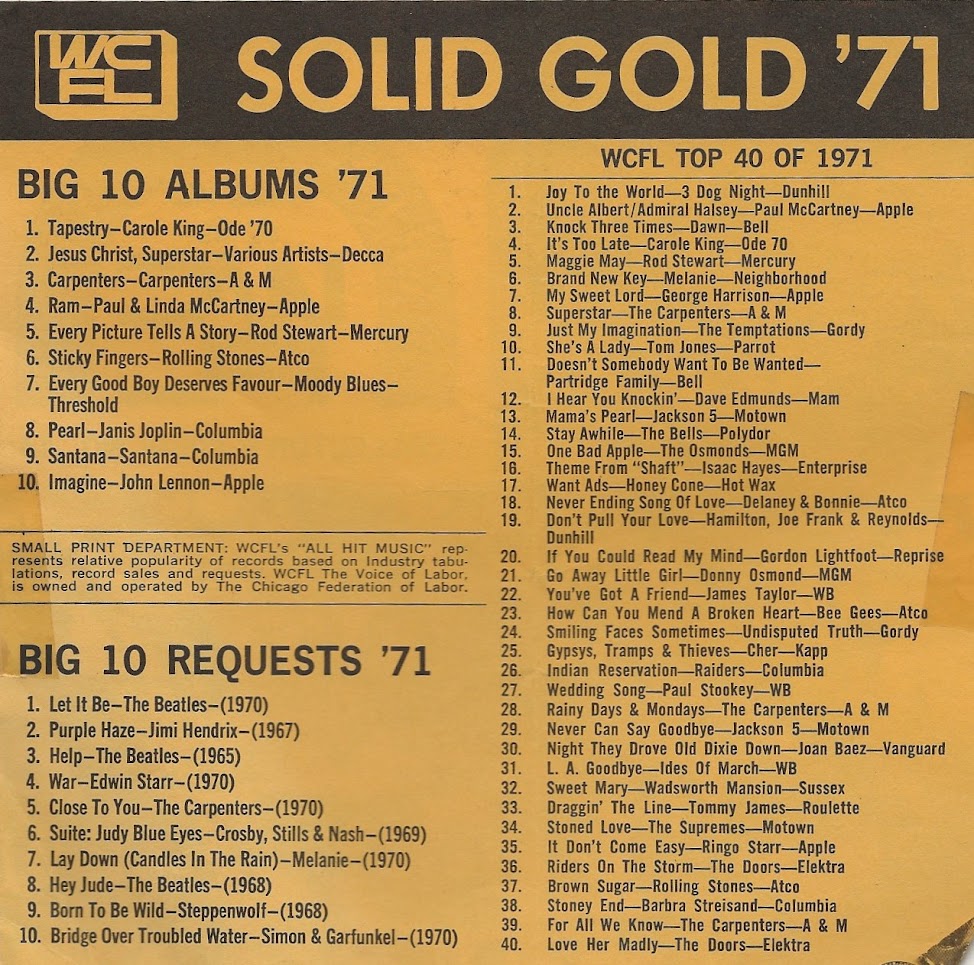 WC
FL
SOLID GOLD '71
BIG 10 ALBUMS '71
1. Tapestry–Carole King–Ode '70
2. Jesus Christ, Superstar–Various Artists–Decca
3. Carpenters–Carpenters–A & M
4. Ram–Paul & Linda McCartney–Apple
5. Every Picture Tells A Story–Rod Stewart–Mercury
6. Sticky Fingers–Rolling Stones–Atco
7. Every Good Boy Deserves Favour–Moody Blues–
Threshold
8. Pearl–Janis Joplin–Columbia
9. Santana–Santana–Columbia
10. Imagine–John Lennon–Apple
SMALL PRINT DEPARTMENT: WCFL's "ALL HIT MUSIC" rep-
resents relative popularity of records based on Industry tabu-
lations, record sales and requests. WCFL The Voice of Labor,
is owned and operated by The Chicago Federation of Labor.
BIG 10 REQUESTS '71
1. Let It Be–The Beatles–(1970)
2. Purple Haze–Jimi Hendrix–(1967)
3. Help–The Beatles–(1965)
4. War–Edwin Starr–(1970)
5. Close To You–The Carpenters–(1970)
6. Suite: Judy Blue Eyes–Crosby, Stills & Nash–(1969)
7. Lay Down (Candles In The Rain)–Melanie–(1970)
8. Hey Jude–The Beatles–(1968)
9. Born To Be Wild–Steppenwolf–(1968)
10. Bridge Over Troubled Water–Simon & Garfunkel–(1970)
WCFL TOP 40 OF 1971
1. Joy To the World—3 Dog Night—Dunhill
2. Uncle Albert/Admiral Halsey—Paul McCartney—Apple
3. Knock Three Times—Dawn—Bell
4. It's Too Late—Carole King—Ode 70
5. Maggie May—Rod Stewart—Mercury
6. Brand New Key—Melanie—Neighborhood
7. My Sweet Lord—George Harrison—Apple
8. Superstar—The Carpenters—A & M
9. Just My Imagination—The Temptations—Gordy
10. She's A Lady—Tom Jones—Parrot
11. Doesn't Somebody Want To Be Wanted—
Partridge Family—Bell
12. I Hear You Knockin'—Dave Edmunds—Mam
13. Mama's Pearl—Jackson 5—Motown
14. Stay Awhile—The Bells—Polydor
15. One Bad Apple—The Osmonds—MGM
16. Theme From "Shaft"—Isaac Hayes—Enterprise
17. Want Ads—Honey Cone—Hot Wax
18. Never Ending Song Of Love—Delaney & Bonnie—Atco
19. Don't Pull Your Love—Hamilton, Joe Frank & Reynolds—
Dunhill
20. If You Could Read My Mind—Gordon Lightfoot—Reprise
21. Go Away Little Girl—Donny Osmond—MGM
22. You've Got A Friend—James Taylor—WB
23. How Can You Mend A Broken Heart—Bee Gees—Atco
24. Smiling Faces Sometimes—Undisputed Truth—Gordy
25. Gypsys, Tramps & Thieves—Cher—Kapp
26. Indian Reservation—Raiders—Columbia
27. Wedding Song—Paul Stookey—WB
28. Rainy Days & Mondays—The Carpenters—A & M
29. Never Can Say Goodbye—Jackson 5—Motown
30. Night They Drove Old Dixie Down—Joan Baez—Vanguard
31. L. A. Goodbye—Ides Of March—WB
32. Sweet Mary—Wadsworth Mansion—Sussex
33. Draggin' The Line—Tommy James—Roulette
34. Stoned Love—The Supremes—Motown
35. It Don't Come Easy—Ringo Starr—Apple
36. Riders On The Storm—The Doors—Elektra
37. Brown Sugar—Rolling Stones—Atco
38. Stoney End—Barbra Streisand—Columbia
39. For All We Know—The Carpenters—A & M
40. Love Her Madly—The Doors—Elektra